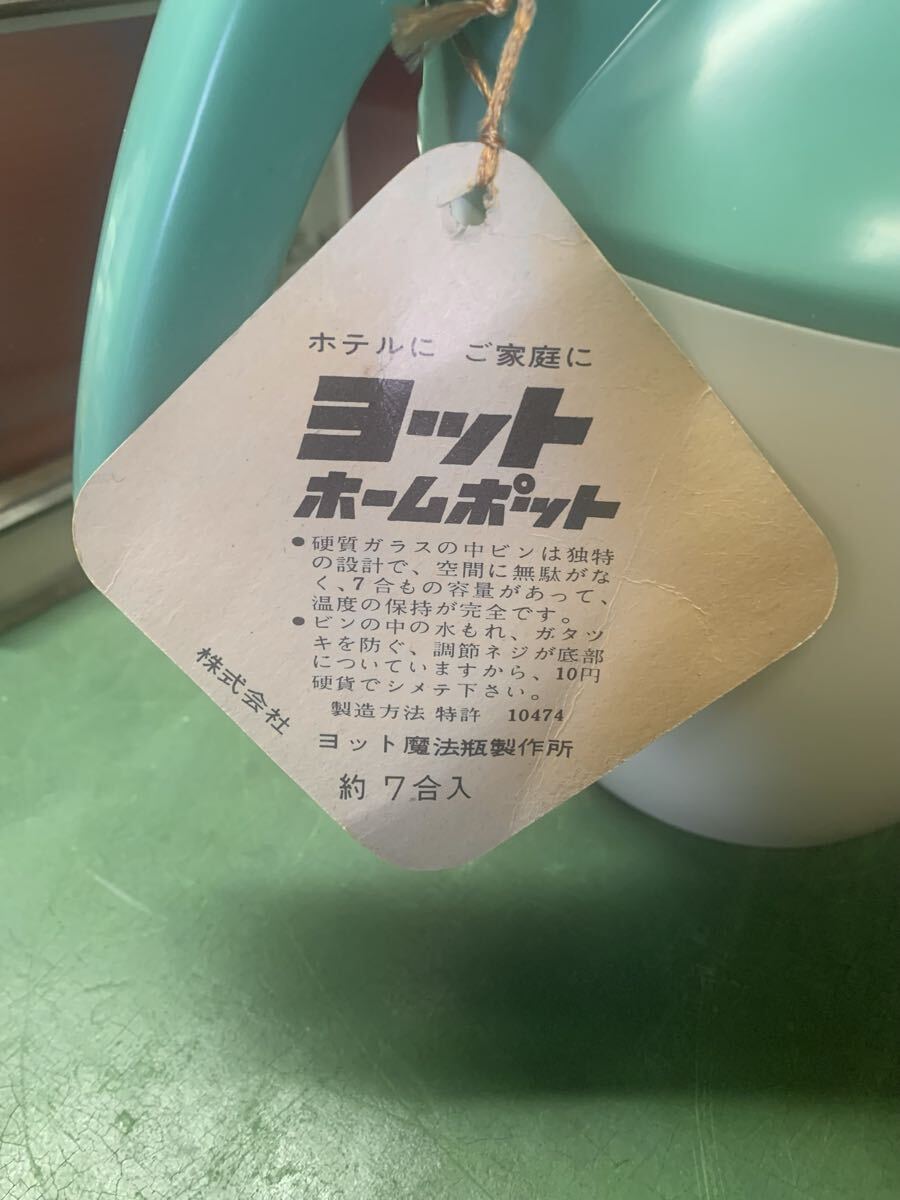 ホテルに ご家庭に
ヨット
ホームポット
●硬質ガラスの中ビンは独特
の設計で、空間に無駄がな
く、7合もの容量があって、
温度の保持が完全です。
●ビンの中の水もれ、ガタツ
キを防ぐ、調節ネジが底部
についていますから、10円
硬貨でシメテ下さい。
製造方法 特許 10474
株式会社
ヨット魔法瓶製作所
約 7合入